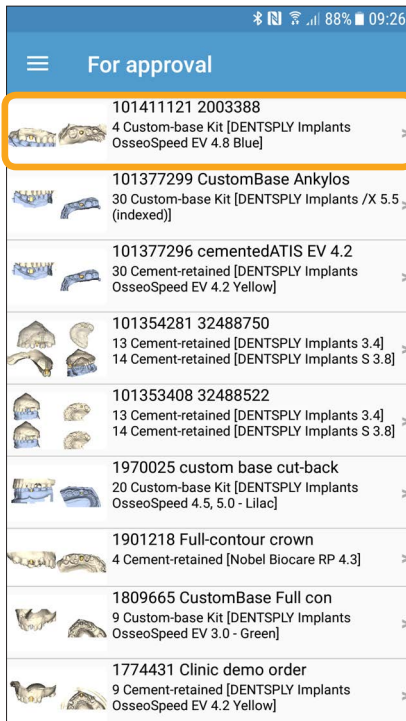 88% 09:26
For approval
101411121 2003388
4 Custom-base Kit [DENTSPLY Implants
OsseoSpeed EV 4.8 Blue]
101377299 CustomBase Ankylos
30 Custom-base Kit [DENTSPLY Implants /X 5.5
(indexed)]
101377296 cementedATIS EV 4.2
30 Cement-retained [DENTSPLY Implants
OsseoSpeed EV 4.2 Yellow]
101354281 32488750
13 Cement-retained [DENTSPLY Implants 3.4]
14 Cement-retained [DENTSPLY Implants S 3.8]
101353408 32488522
13 Cement-retained [DENTSPLY Implants 3.4]
14 Cement-retained [DENTSPLY Implants S 3.8]
1970025 custom base cut-back
20 Custom-base Kit [DENTSPLY Implants
OsseoSpeed 4.5, 5.0 - Lilac]
1901218 Full-contour crown
4 Cement-retained [Nobel Biocare RP 4.3]
1809665 CustomBase Full con
9 Custom-base Kit [DENTSPLY Implants
OsseoSpeed EV 3.0 - Green]
1774431 Clinic demo order
9 Cement-retained [DENTSPLY Implants
OsseoSpeed EV 4.2 Yellow]